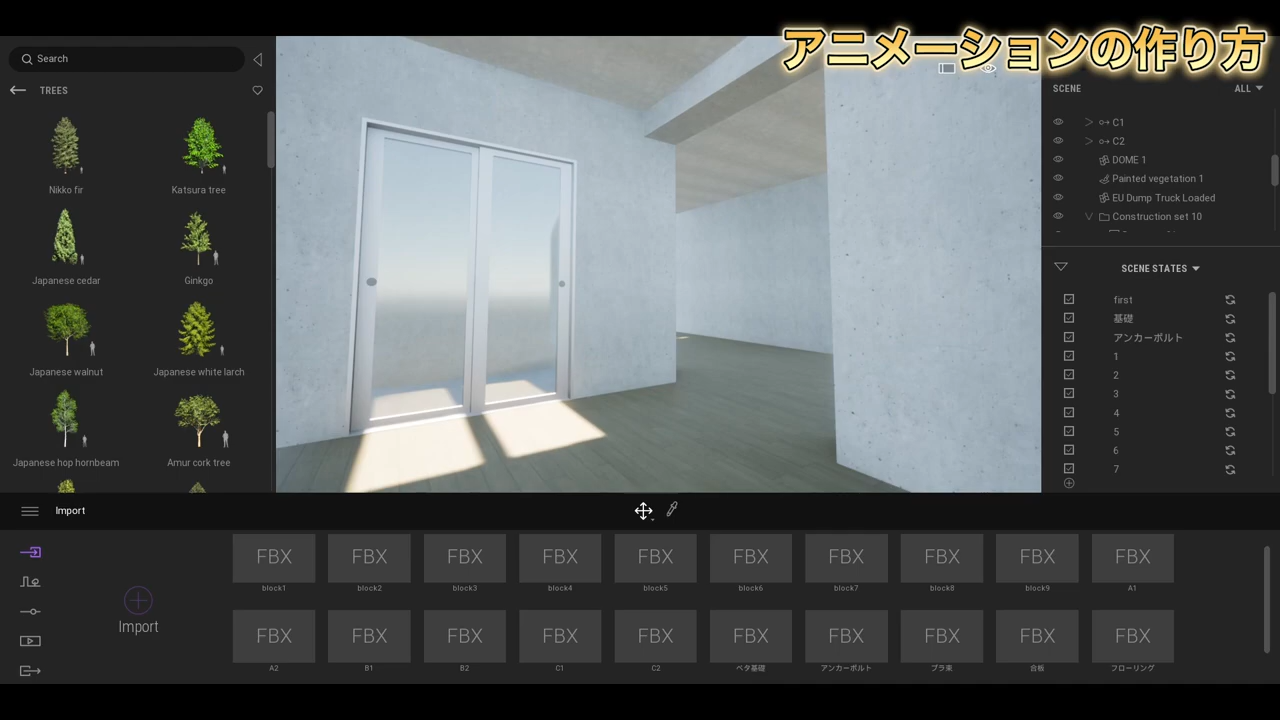 アニメーションの作り方
Search
TREES
Nikko fir
Katsura tree
Japanese cedar
Ginkgo
Japanese walnut
Japanese white larch
Japanese hop hornbeam
Amur cork tree
SCENE
ALL
C1
C2
DOME 1
Painted vegetation 1
EU Dump Truck Loaded
Construction set 10
SCENE STATES
first
基礎
アンカーボルト
1
2
3
4
5
6
7
Import
Import
FBX FBX FBX FBX FBX FBX FBX FBX FBX FBX
block1 block2 block3 block4 block5 block6 block7 block8 block9 A1
FBX FBX FBX FBX FBX FBX FBX FBX FBX FBX
A2 B1 B2 C1 C2 ベタ基礎 アンカーボルト プラ束 合板 フローリング